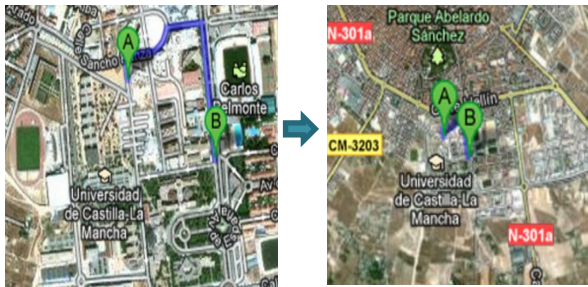 Sancho
A
Carlos
Belmonte
B
Universidad
de Castilla-La
Mancha
Parque Abelardo
Sánchez
N-301a
Hellín
A
B
CM-3203
Universidad
de Castilla-La
Mancha
N-301a